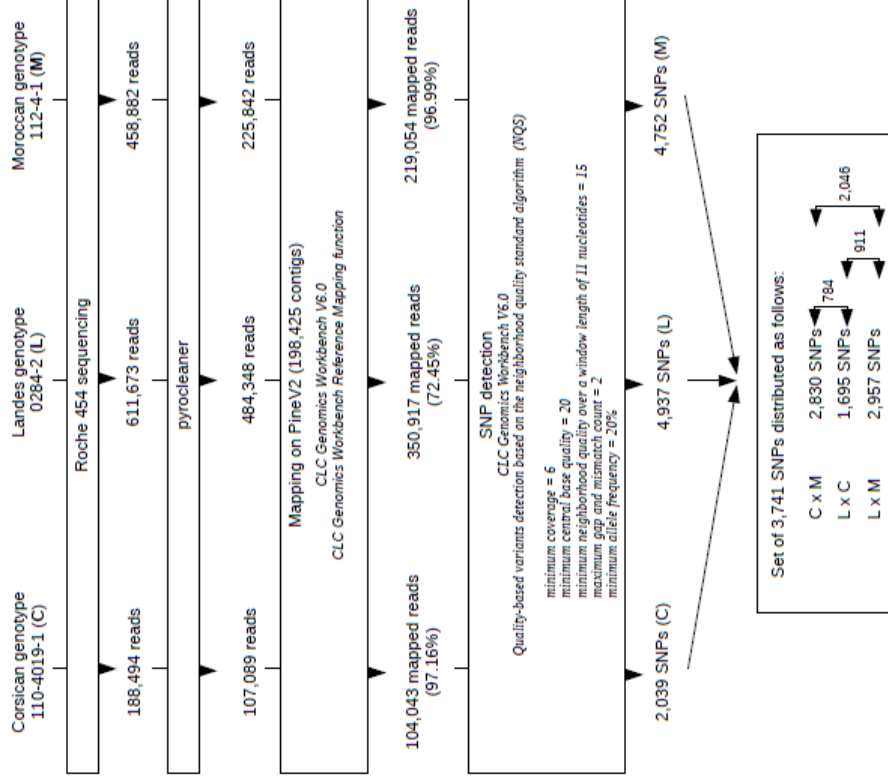 Corsican genotype
110-4019-1 (C)
Landes genotype
0284-2 (L)
Moroccan genotype
112-4-1 (M)
Roche 454 sequencing
188,494 reads
611,673 reads
458,882 reads
pyrocleaner
107,089 reads
484,348 reads
225,842 reads
Mapping on PineV2 (198,425 contigs)
CLC Genomics Workbench V6.0
CLC Genomics Workbench Reference Mapping function
104,043 mapped reads
(97.16%)
350,917 mapped reads
(72.45%)
219,054 mapped reads
(96.99%)
SNP detection
CLC Genomics Workbench V6.0
Quality-based variants detection based on the neighborhood quality standard algorithm (NQS)
minimum coverage = 6
minimum central base quality = 20
minimum neighborhood quality over a window length of 11 nucleotides = 15
maximum gap and mismatch count = 2
minimum allele frequency = 20%
2,039 SNPs (C)
4,937 SNPs (L)
4,752 SNPs (M)
Set of 3,741 SNPs distributed as follows:
C x M 2,830 SNPs
L x C 1,695 SNPs
L x M 2,957 SNPs
784
911
2,046